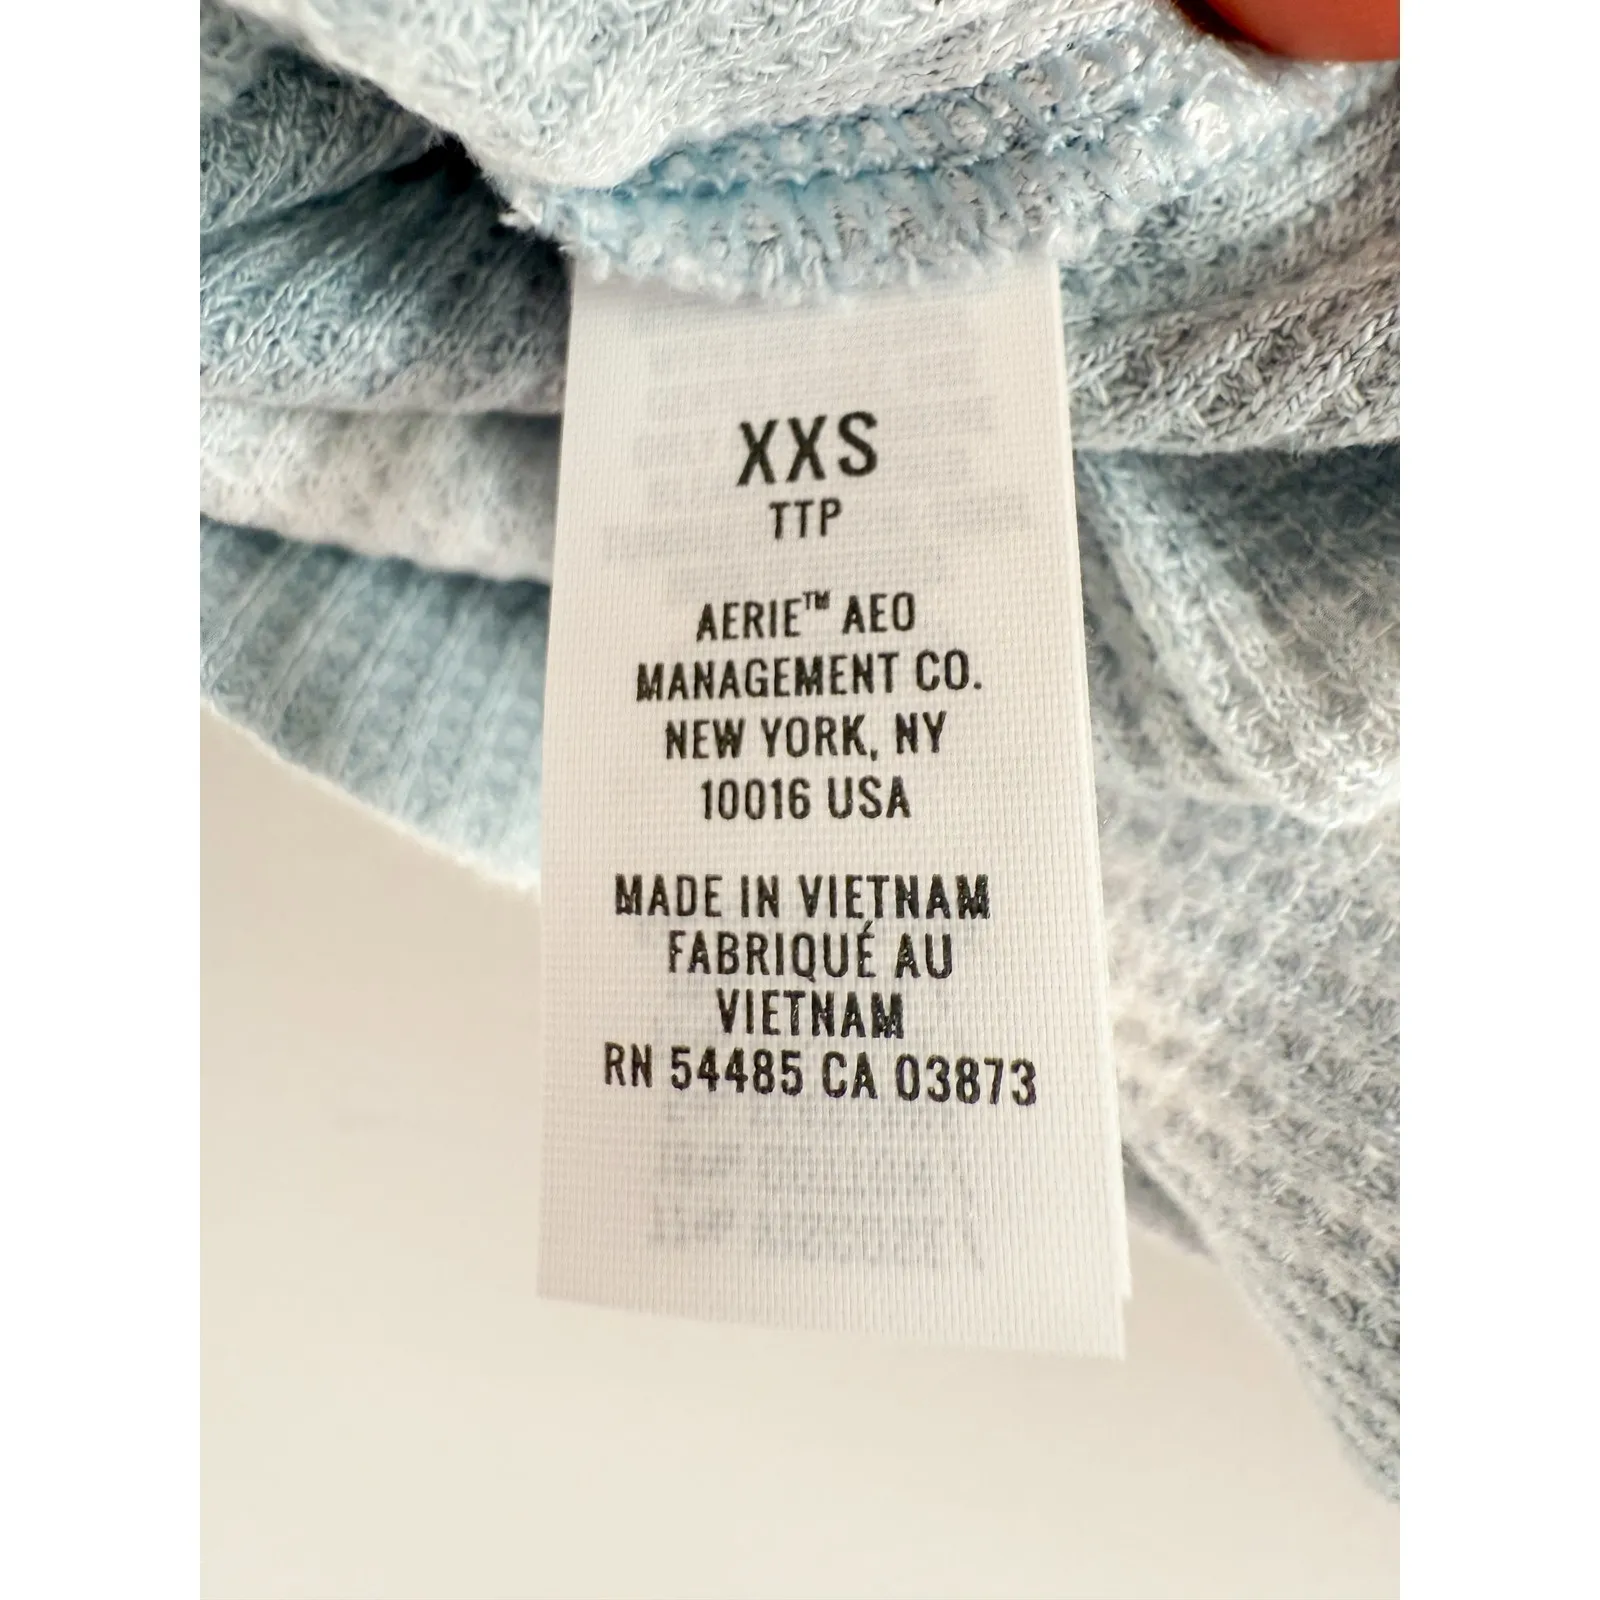 XXS
TTP
AERIE™ AEO
MANAGEMENT CO.
NEW YORK, NY
10016 USA
MADE IN VIETNAM
FABRIQUÉ AU
VIETNAM
RN 54485 CA 03873